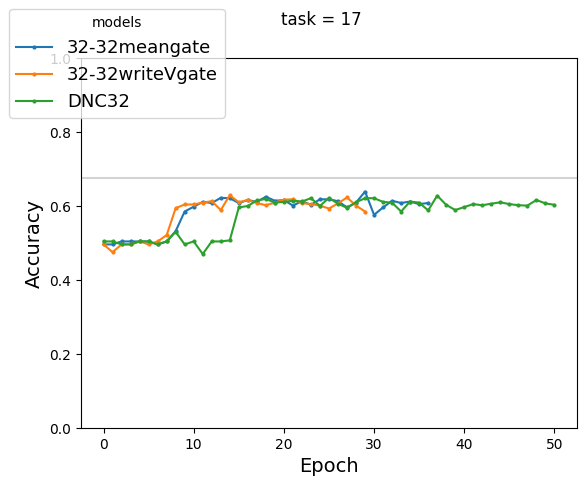 task = 17
models
32-32meangate
32-32writeVgate
DNC32
1.0
0.8
0.6
0.4
0.2
0.0
Accuracy
0
10
20
30
40
50
Epoch